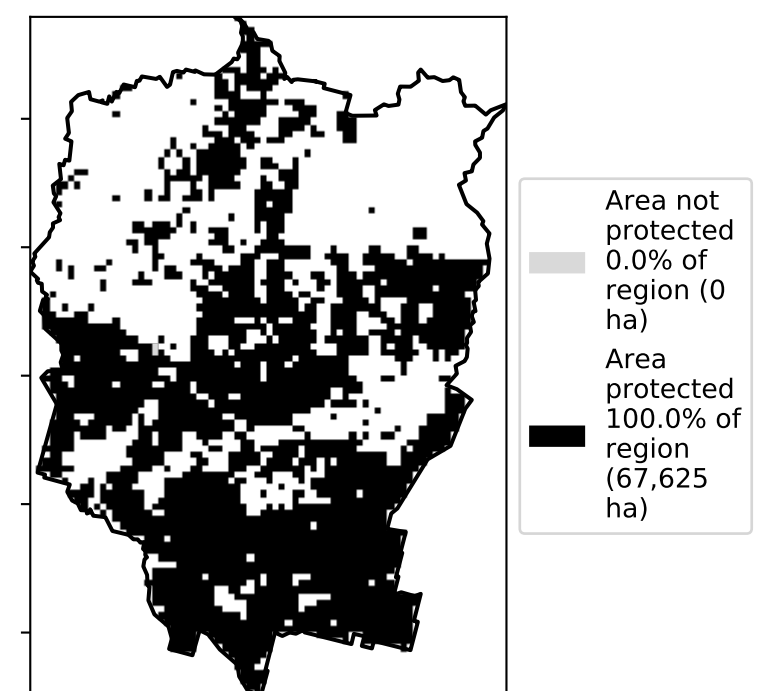 Area not
protected
0.0% of
region (0
ha)
Area
protected
100.0% of
region
(67,625
ha)